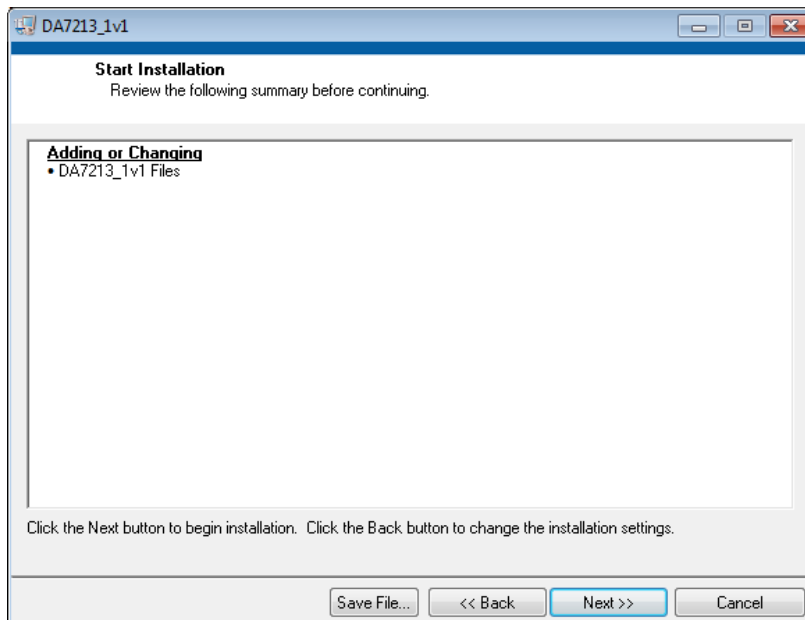 DA7213_1v1
Start Installation
Review the following summary before continuing.
Adding or Changing
• DA7213_1v1 Files
Click the Next button to begin installation.  Click the Back button to change the installation settings.
Save File... << Back Next >> Cancel